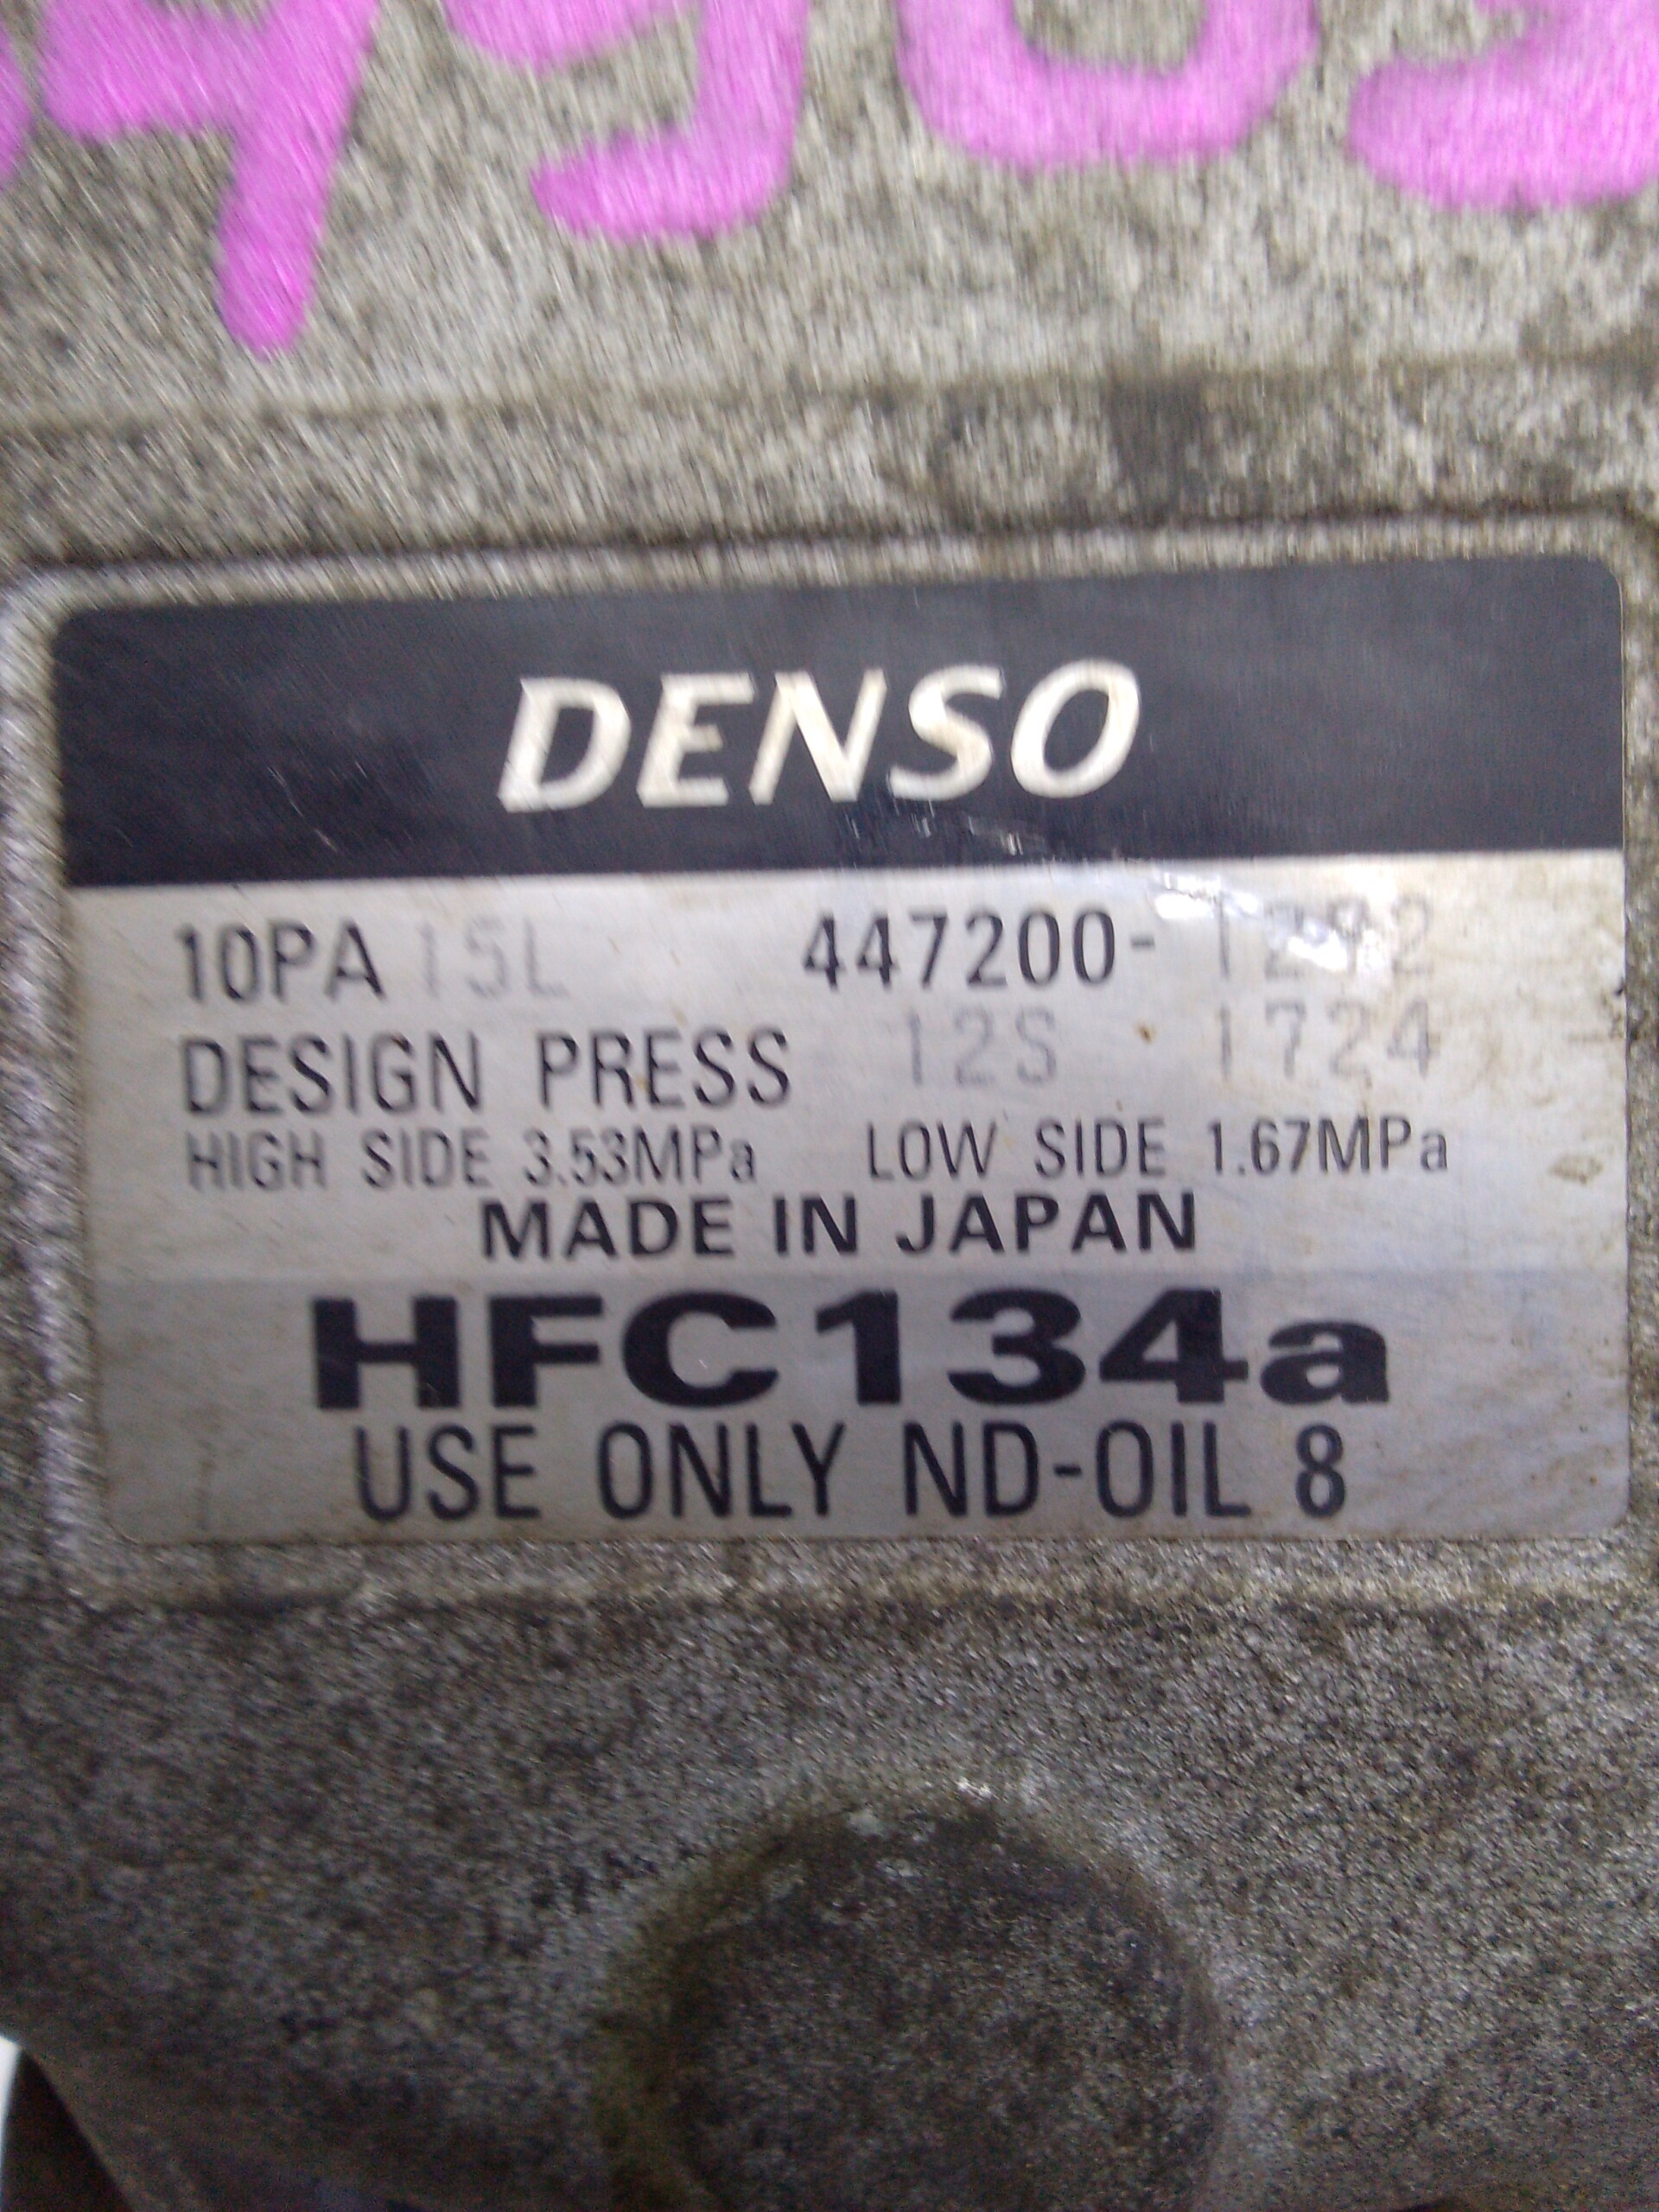 DENSO
10PA 15L 447200-
DESIGN PRESS 12S 1724
HIGH SIDE 3.53MPa LOW SIDE 1.67MPa
MADE IN JAPAN
HFC134a
USE ONLY ND-OIL 8